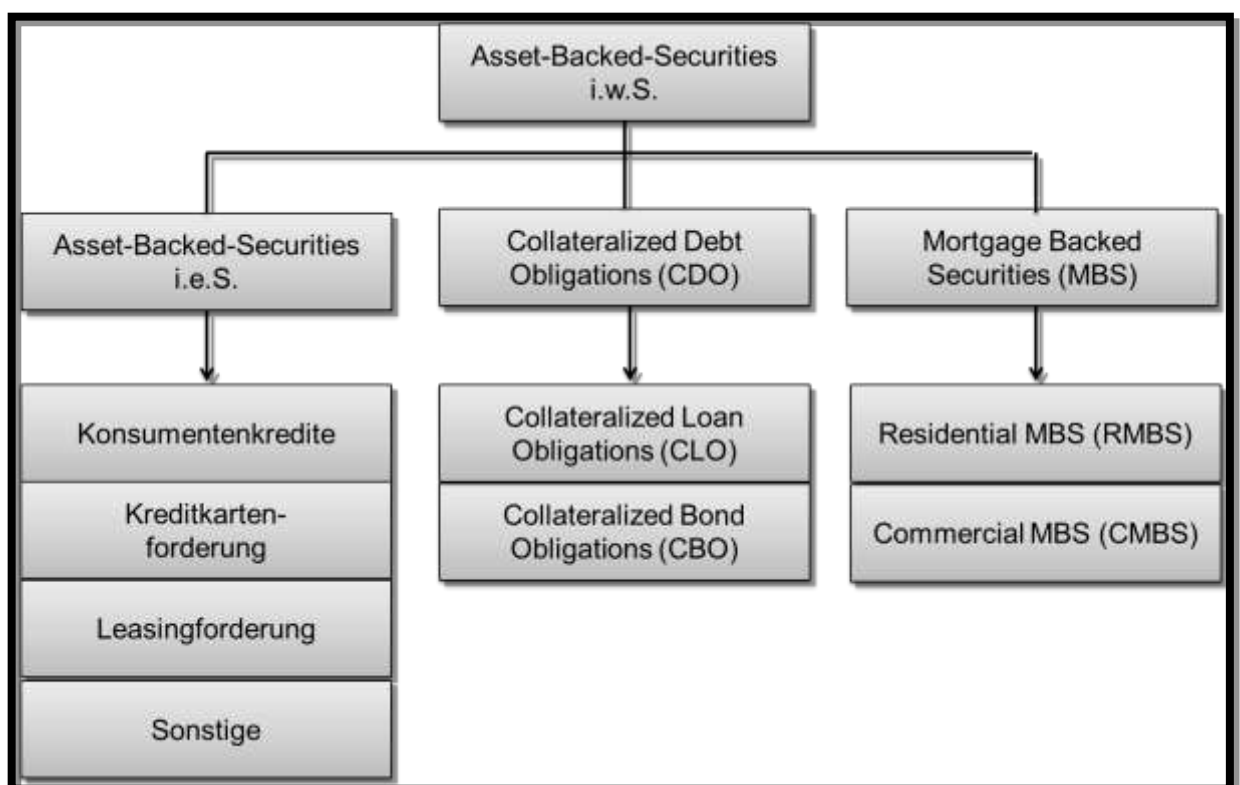 Asset-Backed-Securities
i.w.S.
Asset-Backed-Securities
i.e.S.
Collateralized Debt
Obligations (CDO)
Mortgage Backed
Securities (MBS)
Konsumentenkredite
Kreditkarten-
forderung
Leasingforderung
Sonstige
Collateralized Loan
Obligations (CLO)
Collateralized Bond
Obligations (CBO)
Residential MBS (RMBS)
Commercial MBS (CMBS)